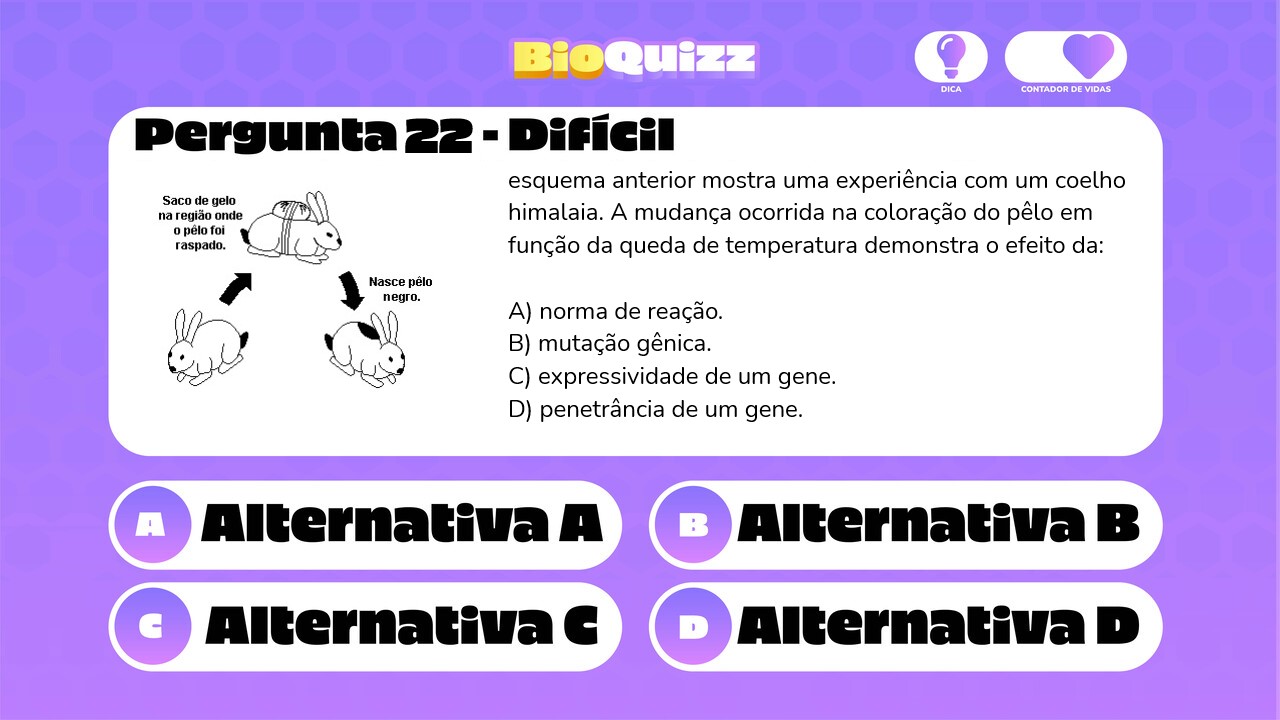 BioQuizz
DICA
CONTADOR DE VIDAS
Pergunta 22 - Difícil
Saco de gelo
na região onde
o pêlo foi
raspado.
Nasce pêlo
negro.
esquema anterior mostra uma experiência com um coelho
himalaia. A mudança ocorrida na coloração do pêlo em
função da queda de temperatura demonstra o efeito da:
A) norma de reação.
B) mutação gênica.
C) expressividade de um gene.
D) penetrância de um gene.
A Alternativa A
B Alternativa B
C Alternativa C
D Alternativa D